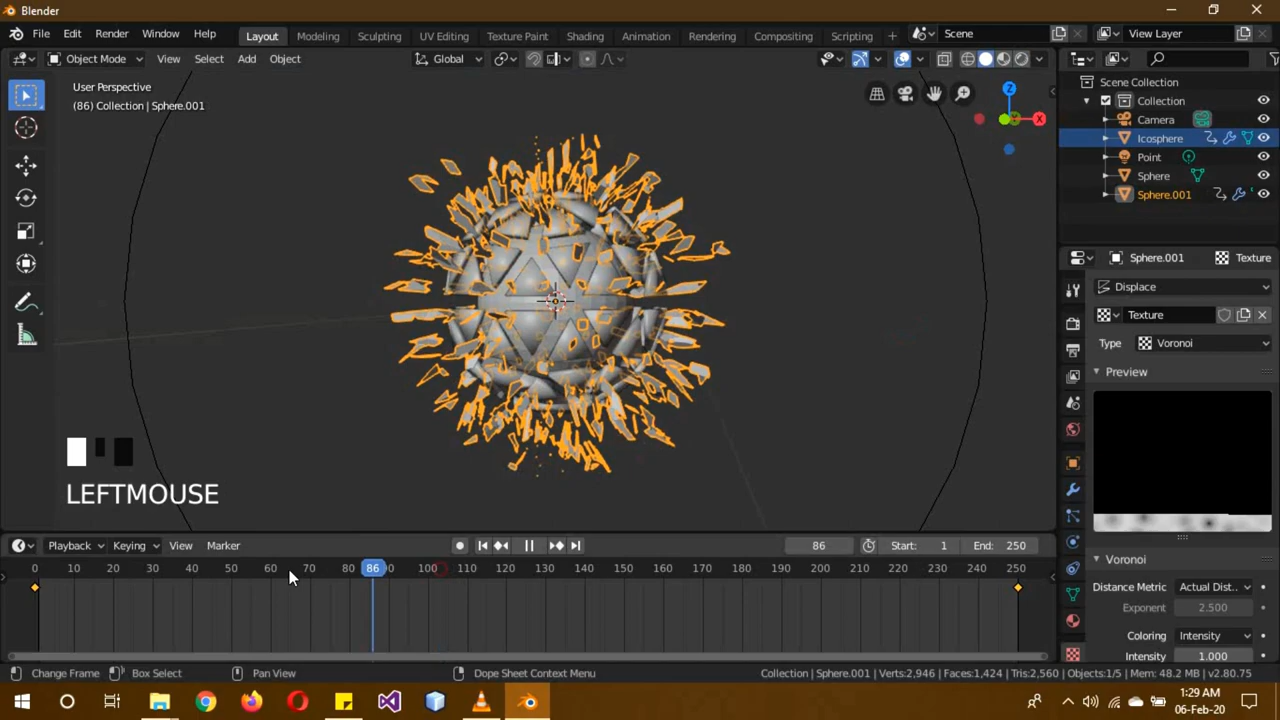 Blender
File Edit Render Window Help Layout Modeling Sculpting UV Editing Texture Paint Shading Animation Rendering Compositing Scripting + Scene View Layer
Object Mode View Select Add Object Global
User Perspective
(86) Collection | Sphere.001
Scene Collection
Collection
Camera
Icosphere
Point
Sphere
Sphere.001
Z
X
Sphere.001 Texture
Displace
Texture
Type Voronoi
Preview
LEFTMOUSE
Voronoi
Distance Metric Actual Dist..
Exponent 2.500
Coloring Intensity
Intensity 1.000
Playback Keying View Marker 86 Start: 1 End: 250
0 10 20 30 40 50 60 70 80 86 90 100 110 120 130 140 150 160 170 180 190 200 210 220 230 240 250
Change Frame Box Select Pan View Dope Sheet Context Menu Collection | Sphere.001 | Verts:2,946 | Faces:1,424 | Tris:2,560 | Objects:1/5 | Mem: 48.2 MB | v2.80.75
1:29 AM
06-Feb-20